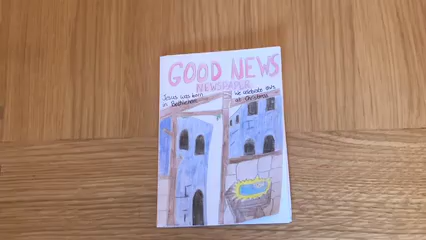 GOOD NEWS
NEWSPAPER
Jesus was born
in Bethlehem.
We celebrate this
at Christmas